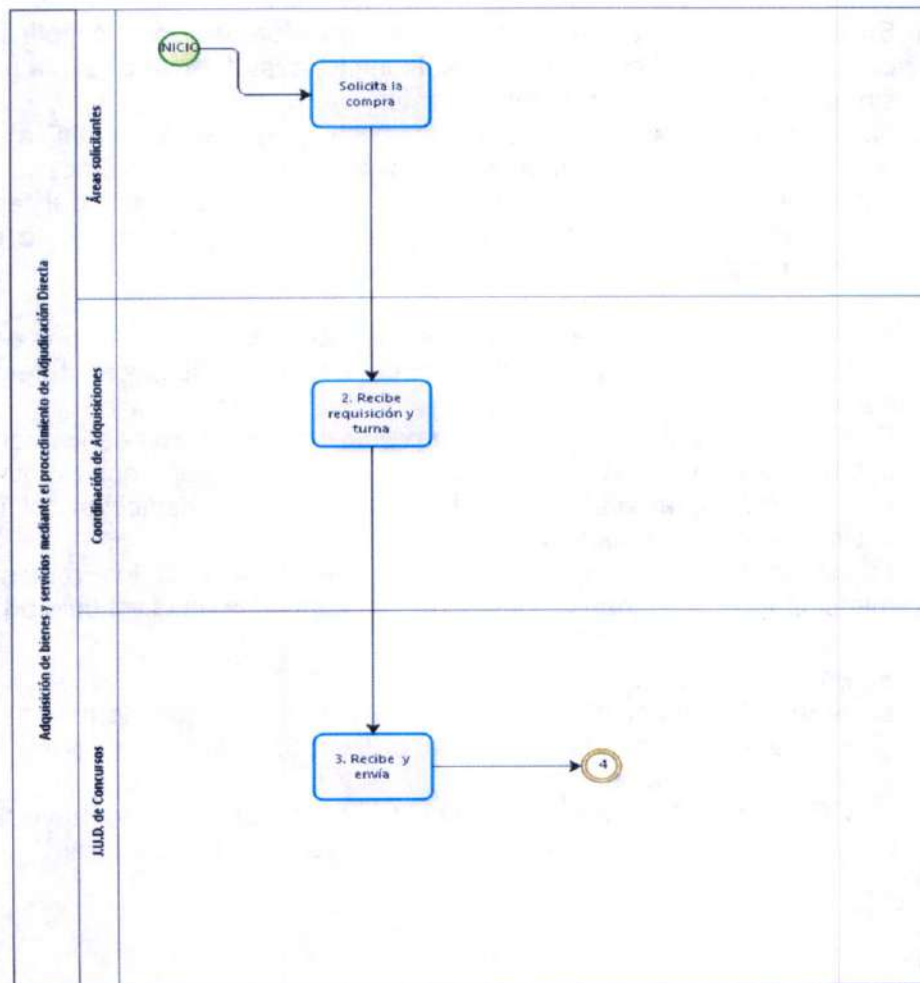 Adquisición de bienes y servicios mediante el procedimiento de Adjudicación Directa
Áreas solicitantes
INICIO
Solicita la
compra
Coordinación de Adquisiciones
2. Recibe
requisición y
turna
J.U.D. de Concursos
3. Recibe y
envía
4